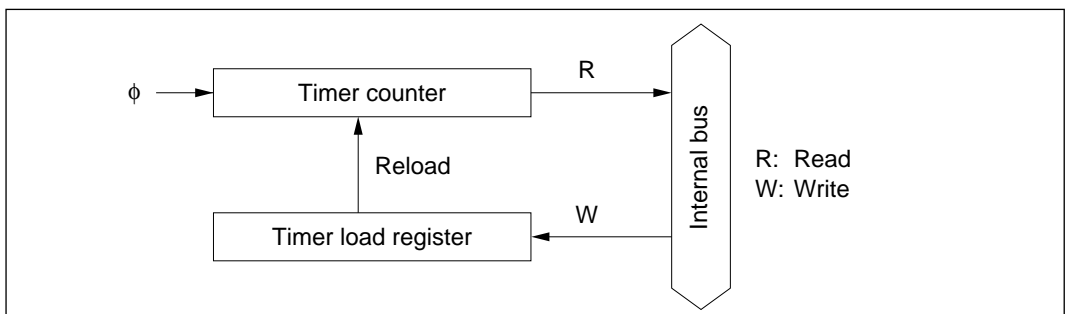 R
ϕ
Timer counter
Reload
Internal bus
R: Read
W: Write
W
Timer load register